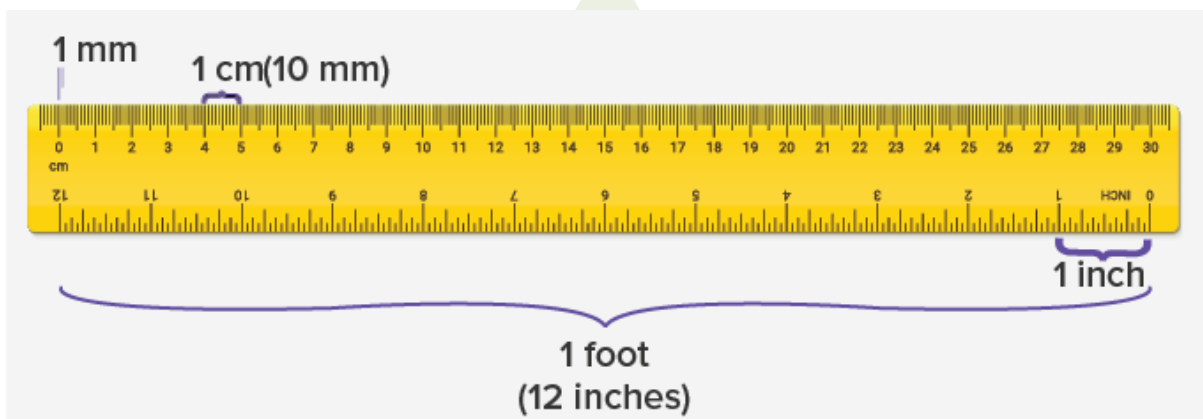 1 mm
1 cm(10 mm)
0 1 2 3 4 5 6 7 8 9 10 11 12 13 14 15 16 17 18 19 20 21 22 23 24 25 26 27 28 29 30
cm
12 11 10 9 8 7 6 5 4 3 2 1 INCH 0
1 inch
1 foot
(12 inches)